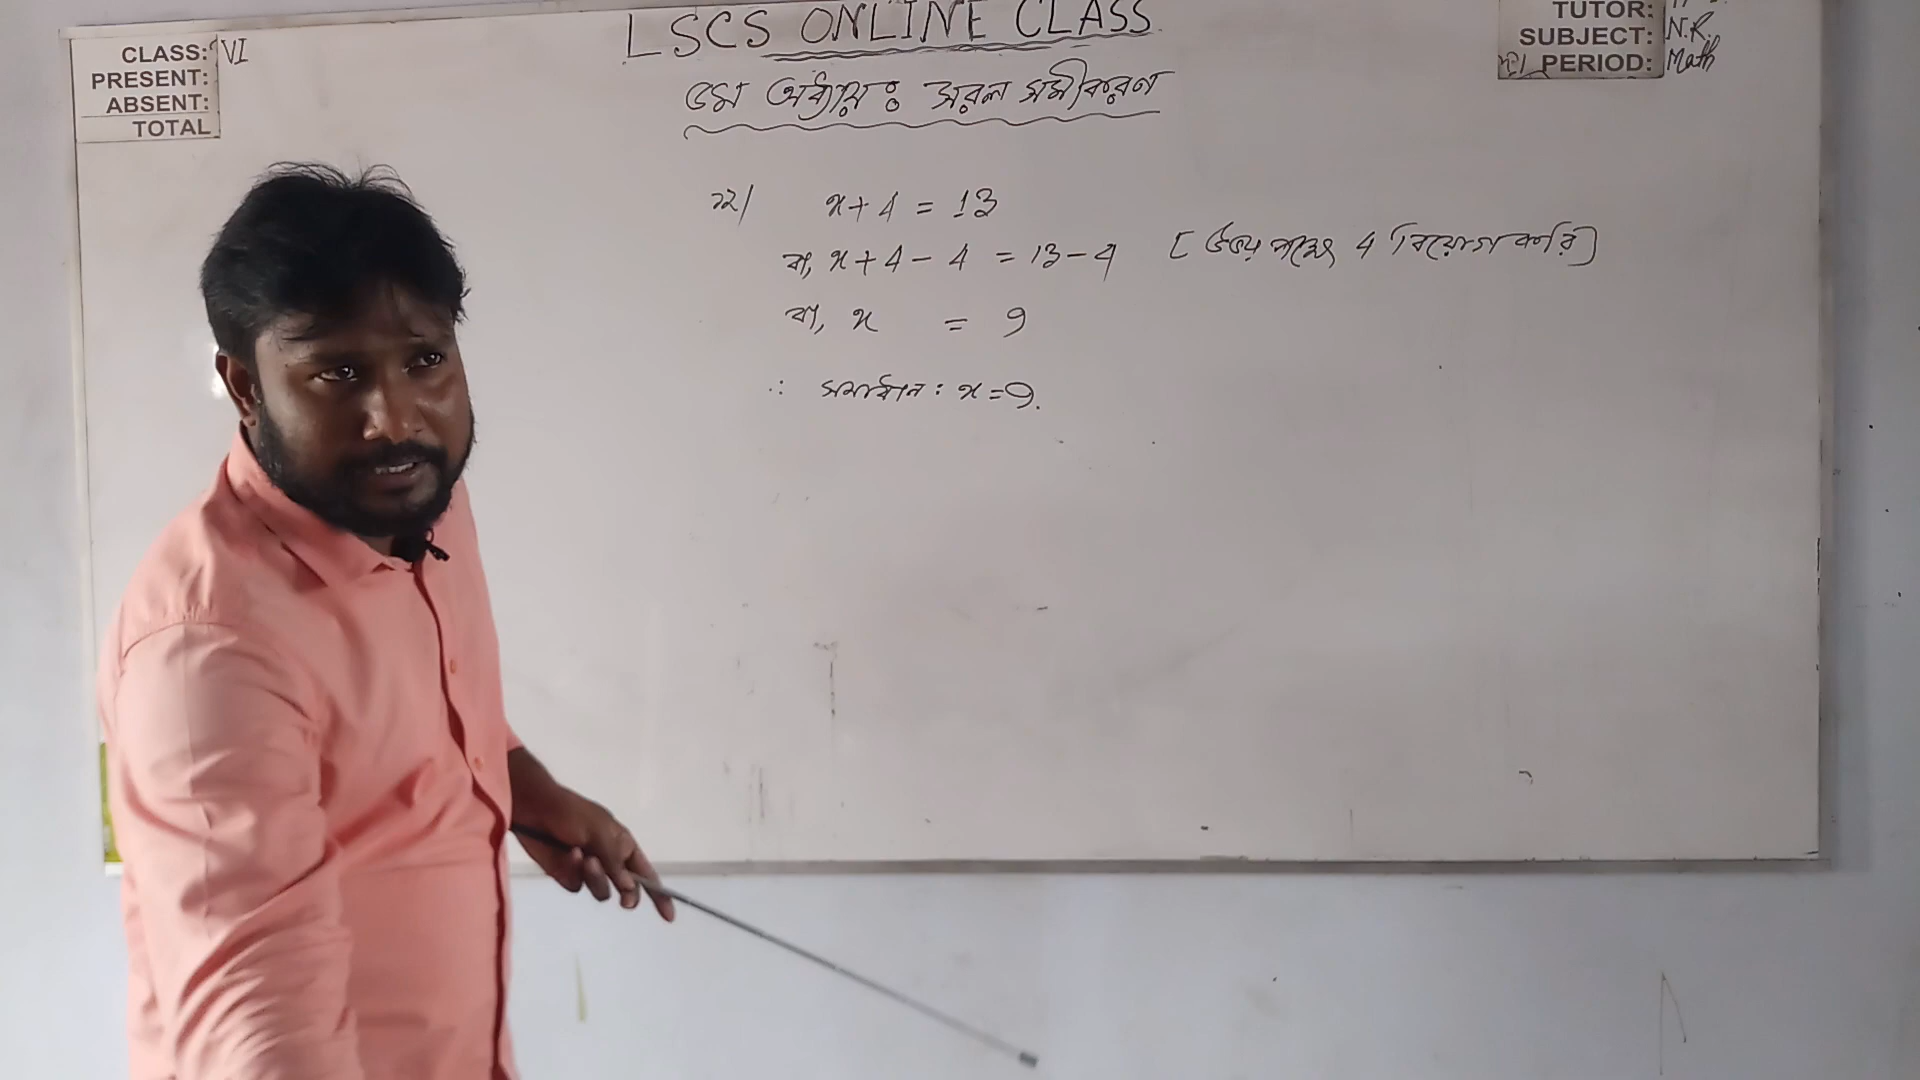 LSCS ONLINE CLASS
CLASS: VI
PRESENT:
ABSENT:
TOTAL
TUTOR:
SUBJECT: N.R.
PERIOD: Math
৫ম অধ্যায়ঃ সরল সমীকরণ
১২। x+4 = 13
বা, x+4-4 = 13-4 [উভয় পক্ষে 4 বিয়োগ করি]
বা, x = 9
∴ সমাধান: x=9.